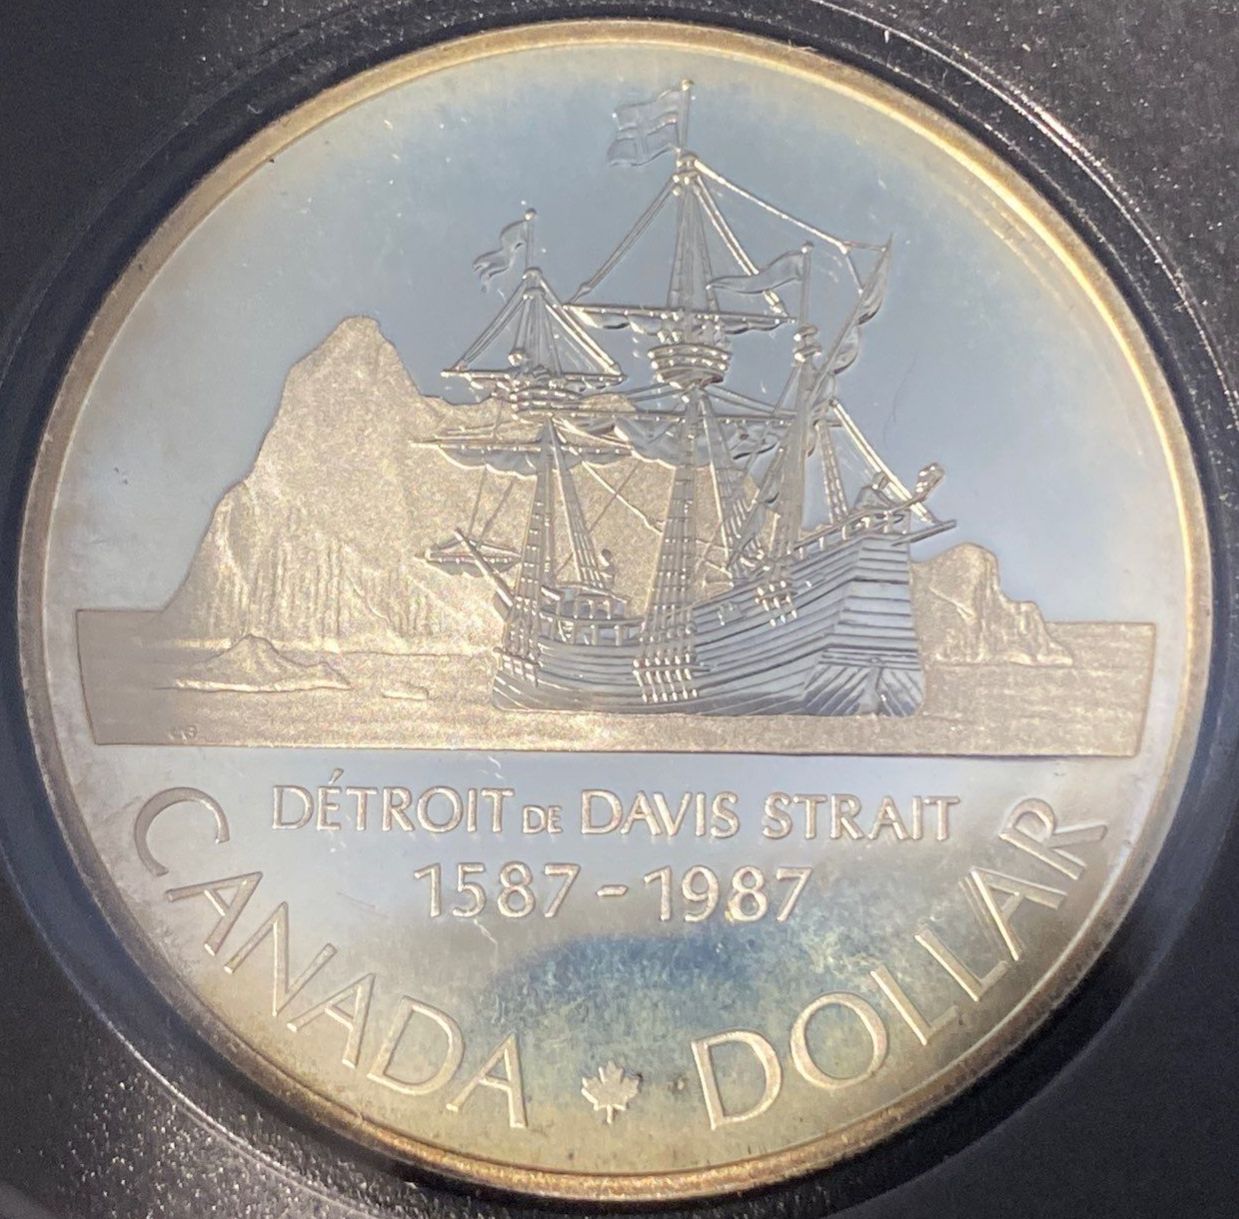 DÉTROIT DE DAVIS STRAIT
1587-1987
CANADA DOLLAR